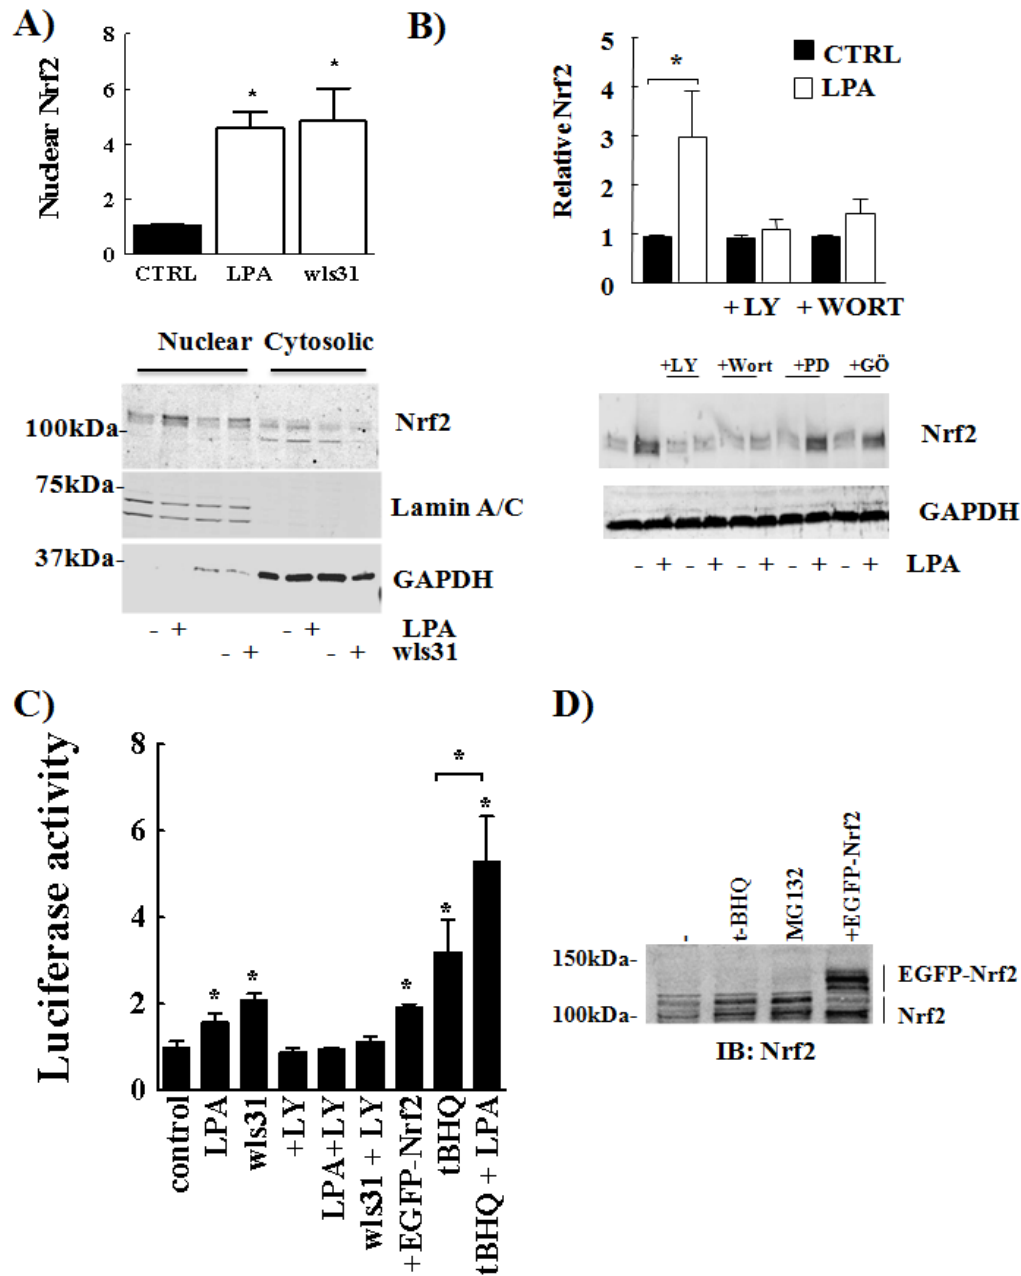 A)
Nuclear Nrf2
8
6
4
2
0
* *
CTRL LPA wls31
Nuclear Cytosolic
100kDa- Nrf2
75kDa- Lamin A/C
37kDa- GAPDH
- + - + LPA
- + - + wls31
B)
Relative Nrf2
5
4
3
2
1
0
*
CTRL
LPA
+ LY + WORT
+LY +Wort +PD +GÖ
Nrf2
GAPDH
- + - + - + - + - + LPA
C)
Luciferase activity
8
6
4
2
0
* * * * * *
control
LPA
wls31
+LY
LPA+LY
wls31 + LY
+EGFP-Nrf2
tBHQ
tBHQ + LPA
D)
-
t-BHQ
MG132
+EGFP-Nrf2
150kDa- EGFP-Nrf2
100kDa- Nrf2
IB: Nrf2